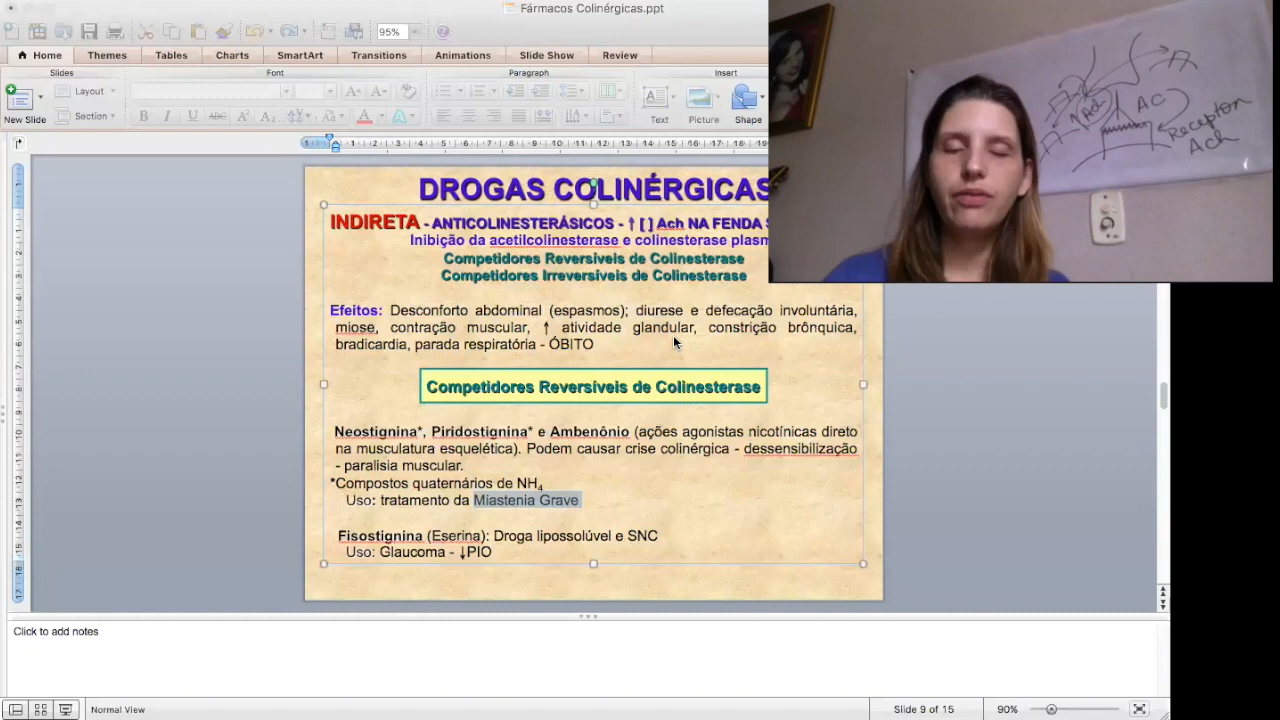 Fármacos Colinérgicas.ppt
95%
Home Themes Tables Charts SmartArt Transitions Animations Slide Show Review
Slides Font Paragraph Insert
Layout
B I U ABC A² A₂ Text Picture Shape
New Slide Section
DROGAS COLINÉRGICAS
INDIRETA - ANTICOLINESTERÁSICOS - ↑ [ ] Ach NA FENDA S
Inibição da acetilcolinesterase e colinesterase plasm
Competidores Reversíveis de Colinesterase
Competidores Irreversíveis de Colinesterase
Efeitos: Desconforto abdominal (espasmos); diurese e defecação involuntária,
miose, contração muscular, ↑ atividade glandular, constrição brônquica,
bradicardia, parada respiratória - ÓBITO
Competidores Reversíveis de Colinesterase
Neostignina*, Piridostignina* e Ambenônio (ações agonistas nicotínicas direto
na musculatura esquelética). Podem causar crise colinérgica - dessensibilização
- paralisia muscular.
*Compostos quaternários de NH₄
Uso: tratamento da Miastenia Grave
Fisostignina (Eserina): Droga lipossolúvel e SNC
Uso: Glaucoma - ↓PIO
Click to add notes
Normal View Slide 9 of 15 90%
AC
Receptor
Ach